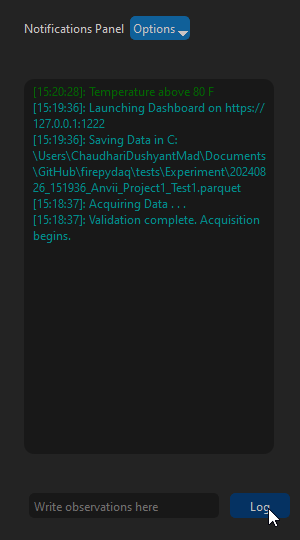 Notifications Panel Options
[15:20:28]: Temperature above 80 F
[15:19:36]: Launching Dashboard on https://
127.0.0.1:1222
[15:19:36]: Saving Data in C:
\Users\ChaudhariDushyantMad\Documents
\GitHub\firepydaq\tests\Experiment\202408
26_151936_Anvii_Project1_Test1.parquet
[15:18:37]: Acquiring Data . . .
[15:18:37]: Validation complete. Acquisition
begins.
Write observations here Log